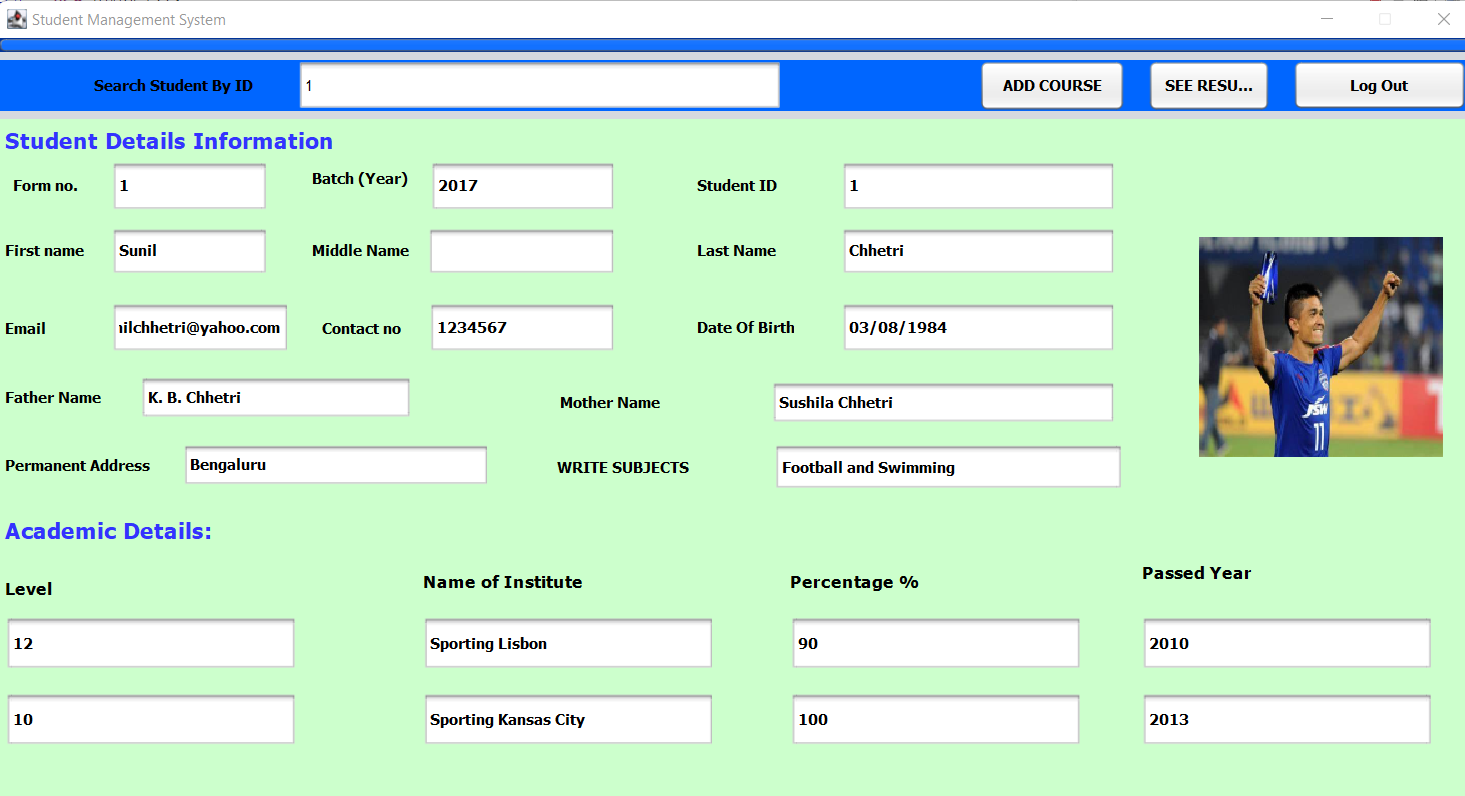 Student Management System
Search Student By ID 1 ADD COURSE SEE RESU... Log Out
Student Details Information
Form no. 1 Batch (Year) 2017 Student ID 1
First name Sunil Middle Name Last Name Chhetri
Email ilchhetri@yahoo.com Contact no 1234567 Date Of Birth 03/08/1984
Father Name K. B. Chhetri Mother Name Sushila Chhetri
Permanent Address Bengaluru WRITE SUBJECTS Football and Swimming
JSW
11
Academic Details:
Level Name of Institute Percentage % Passed Year
12 Sporting Lisbon 90 2010
10 Sporting Kansas City 100 2013